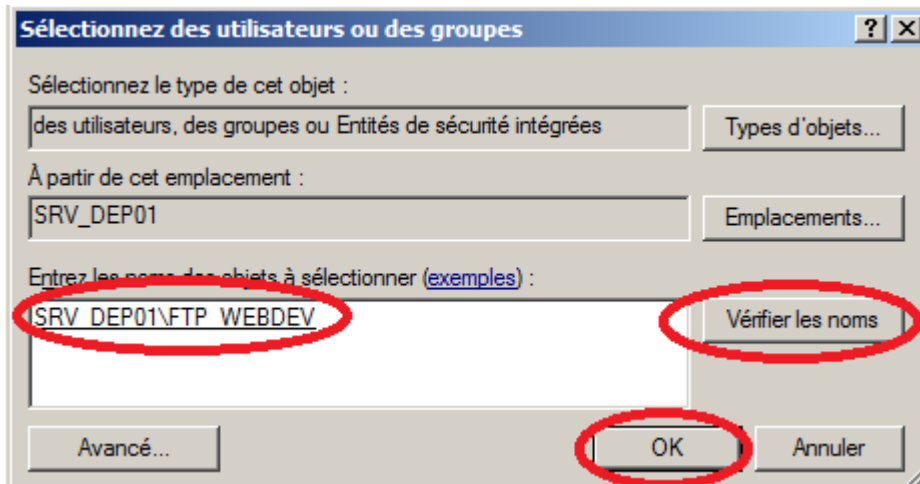 Sélectionnez des utilisateurs ou des groupes
Sélectionnez le type de cet objet :
des utilisateurs, des groupes ou Entités de sécurité intégrées
Types d'objets...
À partir de cet emplacement :
SRV_DEP01
Emplacements...
Entrez les noms des objets à sélectionner (exemples) :
SRV_DEP01\FTP_WEBDEV
Vérifier les noms
Avancé...
OK
Annuler